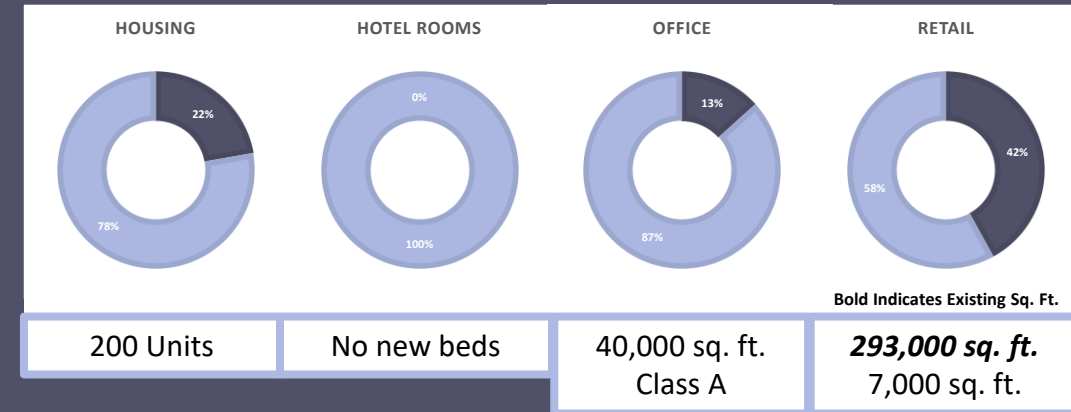 HOUSING
22%
78%
HOTEL ROOMS
0%
100%
OFFICE
13%
87%
RETAIL
42%
58%
Bold Indicates Existing Sq. Ft.
200 Units
No new beds
40,000 sq. ft.
Class A
293,000 sq. ft.
7,000 sq. ft.